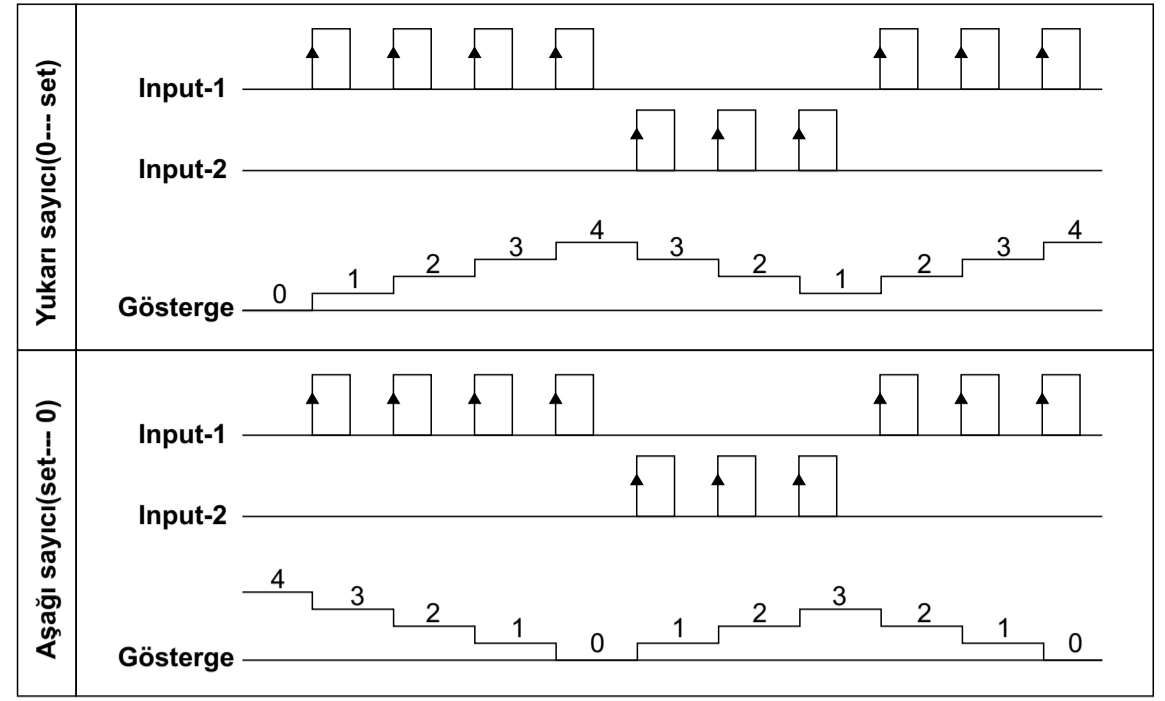 Yukarı sayıcı(0--- set)
Input-1
Input-2
4
4
3
3
3
2
2
2
1
1
0
Gösterge
Aşağı sayıcı(set--- 0)
Input-1
Input-2
4
3
3
2
2
2
1
1
1
0
0
Gösterge